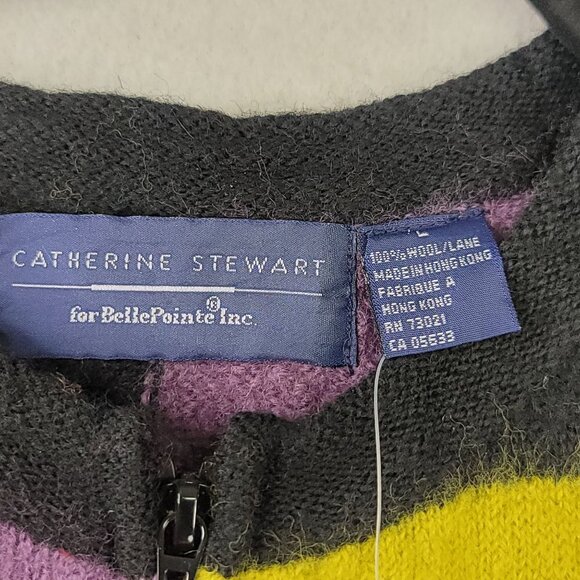 CATHERINE STEWART
for BellePointe® Inc.
L
100% WOOL/LANE
MADE IN HONG KONG
FABRIQUE A
HONG KONG
RN 73021
CA 05633